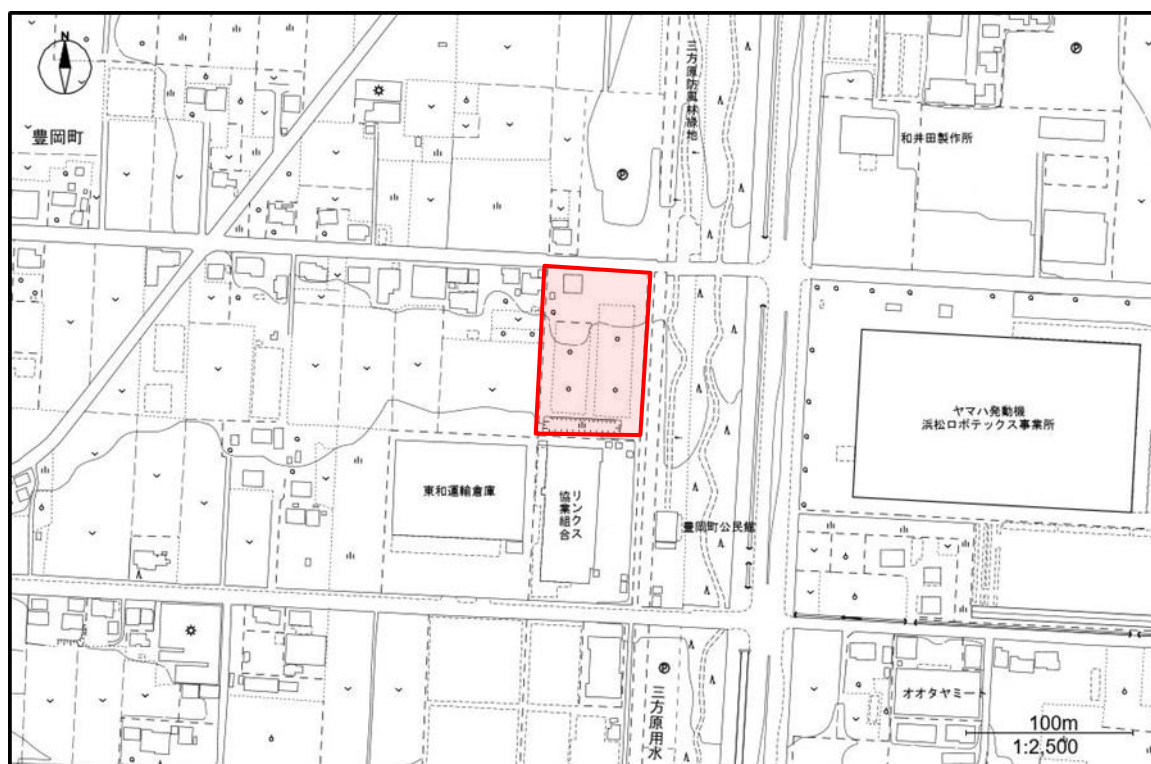 N
豊岡町
三方原防風林緑地
和井田製作所
ヤマハ発動機
浜松ロボテックス事業所
東和運輸倉庫
リンクス
協業組合
豊岡町公民館
三方原用水
オオタヤミート
100m
1:2,500